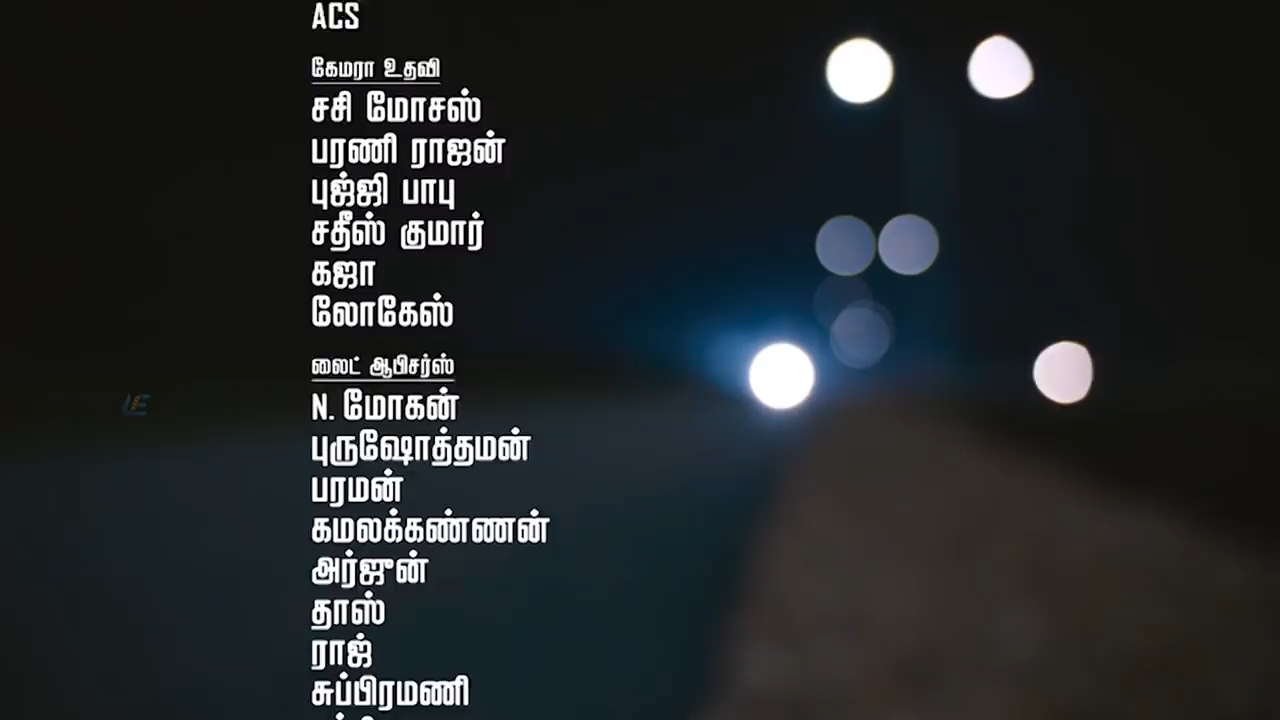 ACS
கேமரா உதவி
சசி மோசஸ்
பரணி ராஜன்
புஜ்ஜி பாபு
சதீஸ் குமார்
கஜா
லோகேஸ்
லைட் ஆபிசர்ஸ்
N. மோகன்
புருஷோத்தமன்
பரமன்
கமலக்கண்ணன்
அர்ஜுன்
தாஸ்
ராஜ்
சுப்பிரமணி